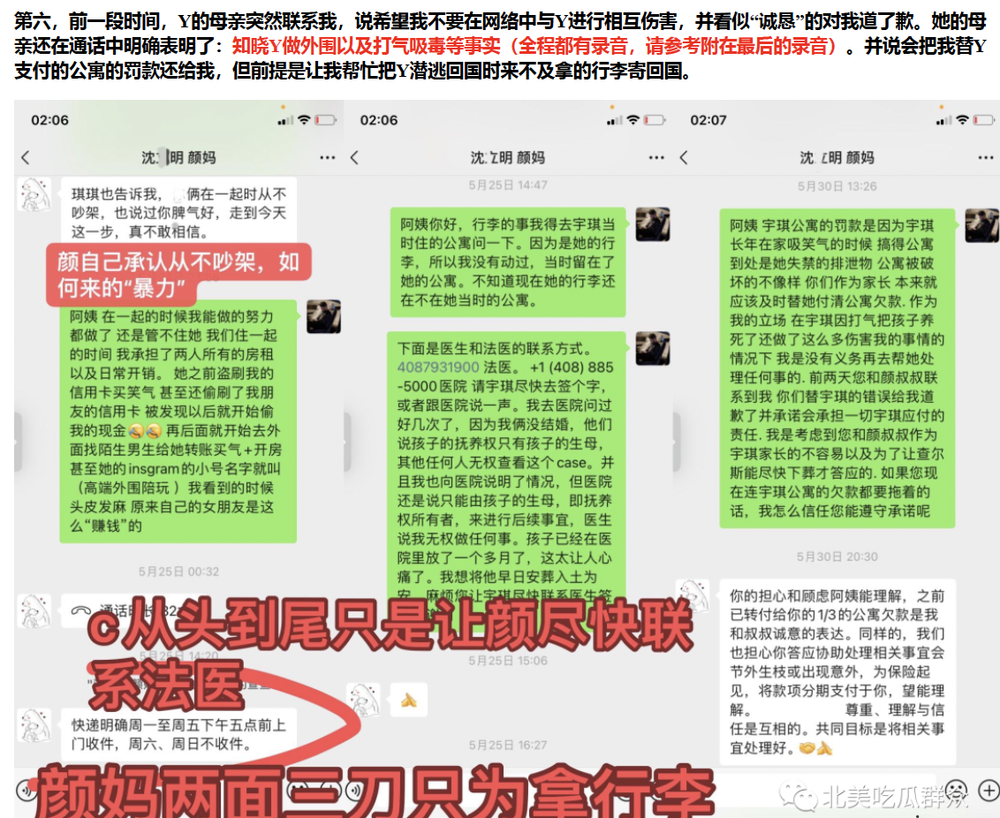 第六，前一段时间，Y的母亲突然联系我，说希望我不要在网络中与Y进行相互伤害，并看似“诚恳”的对我道了歉。她的母
亲还在通话中明确表明了：知晓Y做外围以及打气吸毒等事实（全程都有录音，请参考附在最后的录音）。并说会把我替Y
支付的公寓的罚款还给我，但前提是让我帮忙把Y潜逃回国时来不及拿的行李寄回国。
02:06
沈 明 颜妈
琪琪也告诉我， 俩在一起时从不
吵架，也说过你脾气好，走到今天
这一步，真不敢相信。
颜自己承认从不吵架，如
何来的“暴力”
阿姨 在一起的时候我能做的努力
都做了 还是管不住她 我们住一起
的时间 我承担了两人所有的房租
以及日常开销。 她之前盗刷我的
信用卡买笑气 甚至还偷刷了我朋
友的信用卡 被发现以后就开始偷
我的现金 再后面就开始去外
面找陌生男生给她转账买气+开房
甚至她的insgram的小号名字就叫
（高端外围陪玩 ）我看到的时候
头皮发麻 原来自己的女朋友是这
么“赚钱”的
5月25日 00:32
通话时长
5月25日 14:20
快递明确周一至周五下午五点前上
门收件，周六、周日不收件。
02:06
沈 明 颜妈
5月25日 14:47
阿姨你好，行李的事我得去宇琪当
时住的公寓问一下。因为是她的行
李，所以我没有动过，当时留在了
她的公寓。不知道现在她的行李还
在不在她当时的公寓。
下面是医生和法医的联系方式。
4087931900 法医。 +1 (408) 885
-5000 医院 请宇琪尽快去签个字，
或者跟医院说一声。我去医院问过
好几次了，因为我俩没结婚，他们
说孩子的抚养权只有孩子的生母，
其他任何人无权查看这个case。并
且我也向医院说明了情况，但医院
还是说只能由孩子的生母，即抚养
权所有者，来进行后续事宜，医生
说我无权做任何事。孩子已经在医
院里放了一个多月了，这太让人心
痛了。我想将他早日安葬入土为
安 麻烦您让宇琪尽快联系医生签
5月25日 15:06
5月25日 16:27
c从头到尾只是让颜尽快联
系法医
颜妈两面三刀只为拿行李
02:07
沈 明 颜妈
5月30日 13:26
阿姨 宇琪公寓的罚款是因为宇琪
长年在家吸笑气的时候 搞得公寓
到处是她失禁的排泄物 公寓被破
坏的不像样 你们作为家长 本来就
应该及时替她付清公寓欠款. 作为
我的立场 在宇琪因打气把孩子养
死了还做了这么多伤害我的事情的
情况下 我是没有义务再去帮她处
理任何事的. 前两天您和颜叔叔联
系到我 你们替宇琪的错误给我道
歉了并承诺会承担一切宇琪应付的
责任. 我是考虑到您和颜叔叔作为
宇琪家长的不容易以及为了让查尔
斯能尽快下葬才答应的. 如果您现
在连宇琪公寓的欠款都要拖着的
话，我怎么信任您能遵守承诺呢
5月30日 20:30
你的担心和顾虑阿姨能理解，之前
已转付给你的1/3的公寓欠款是我
和叔叔诚意的表达。同样的，我们
也担心你答应协助处理相关事宜会
节外生枝或出现意外，为保险起
见，将款项分期支付于你，望能理
解。 尊重、理解与信
任是互相的。共同目标是将相关事
宜处理好。
北美吃瓜群众